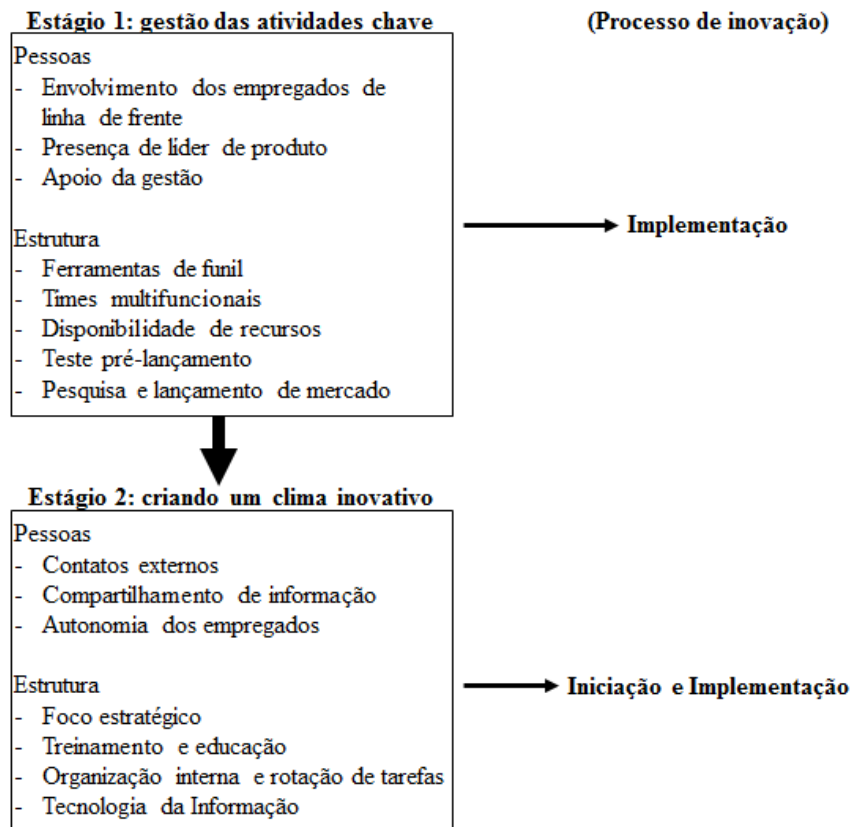 Estágio 1: gestão das atividades chave (Processo de inovação)
Pessoas
- Envolvimento dos empregados de
linha de frente
- Presença de líder de produto
- Apoio da gestão
Implementação
Estrutura
- Ferramentas de funil
- Times multifuncionais
- Disponibilidade de recursos
- Teste pré-lançamento
- Pesquisa e lançamento de mercado
Estágio 2: criando um clima inovativo
Pessoas
- Contatos externos
- Compartilhamento de informação
- Autonomia dos empregados
Estrutura
Iniciação e Implementação
- Foco estratégico
- Treinamento e educação
- Organização interna e rotação de tarefas
- Tecnologia da Informação